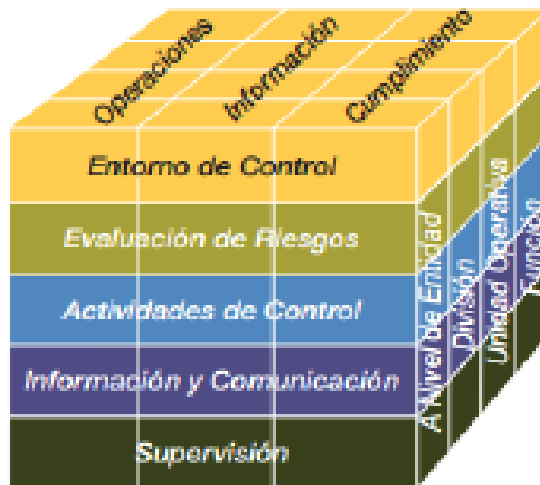 Operaciones
Información
Cumplimiento
Entorno de Control
Evaluación de Riesgos
Actividades de Control
Información y Comunicación
Supervisión
A Nivel de Entidad
División
Unidad Operativa
Función